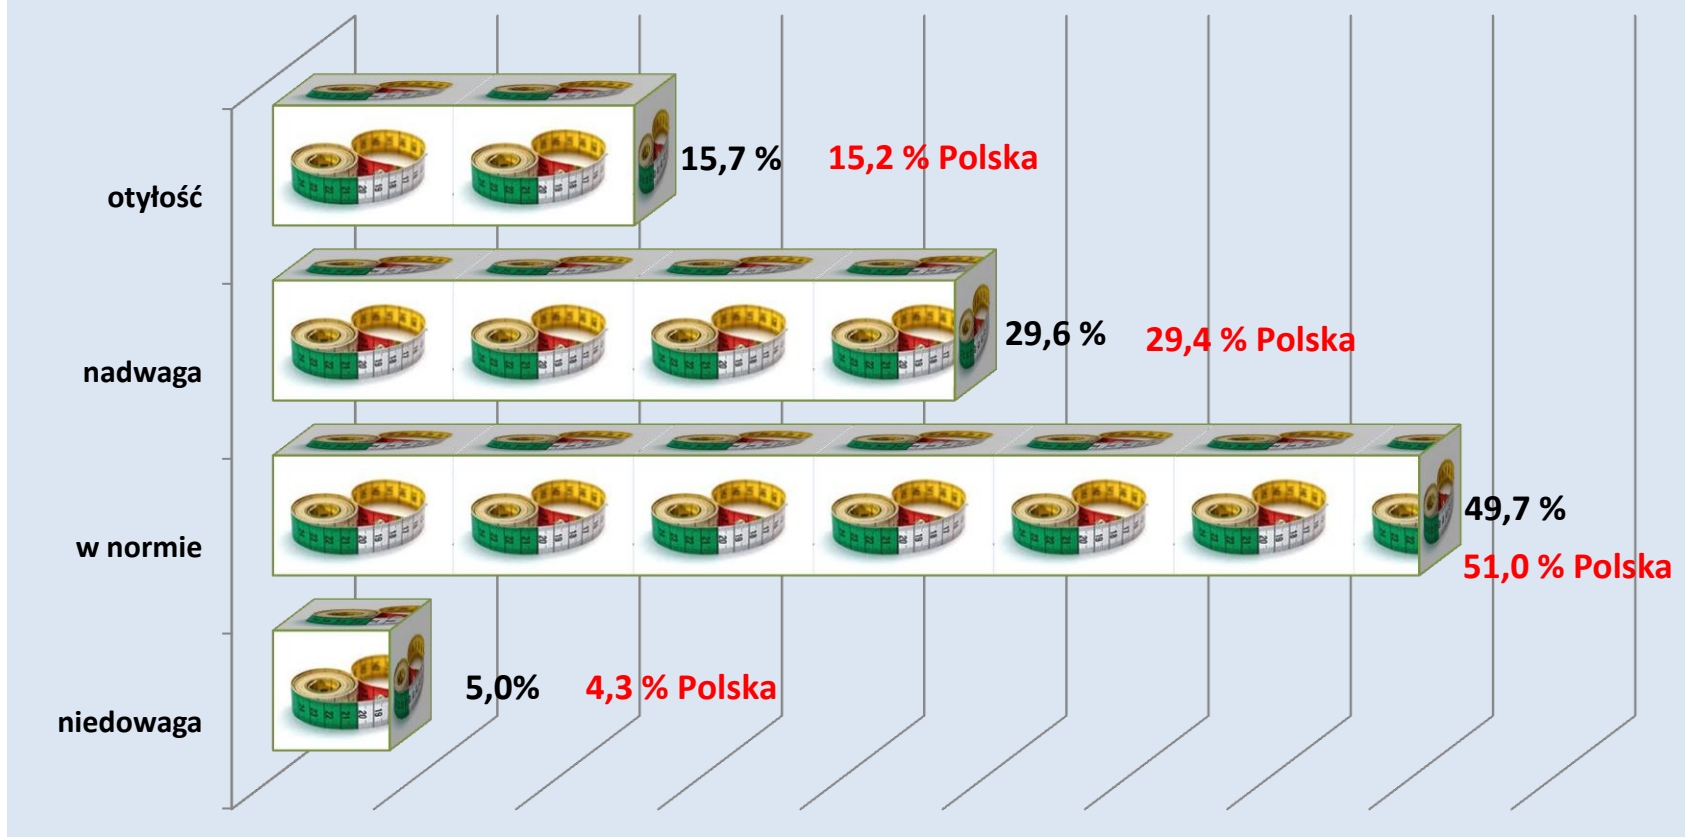 otyłość
15,7 %
15,2 % Polska
nadwaga
29,6 %
29,4 % Polska
w normie
49,7 %
51,0 % Polska
niedowaga
5,0%
4,3 % Polska